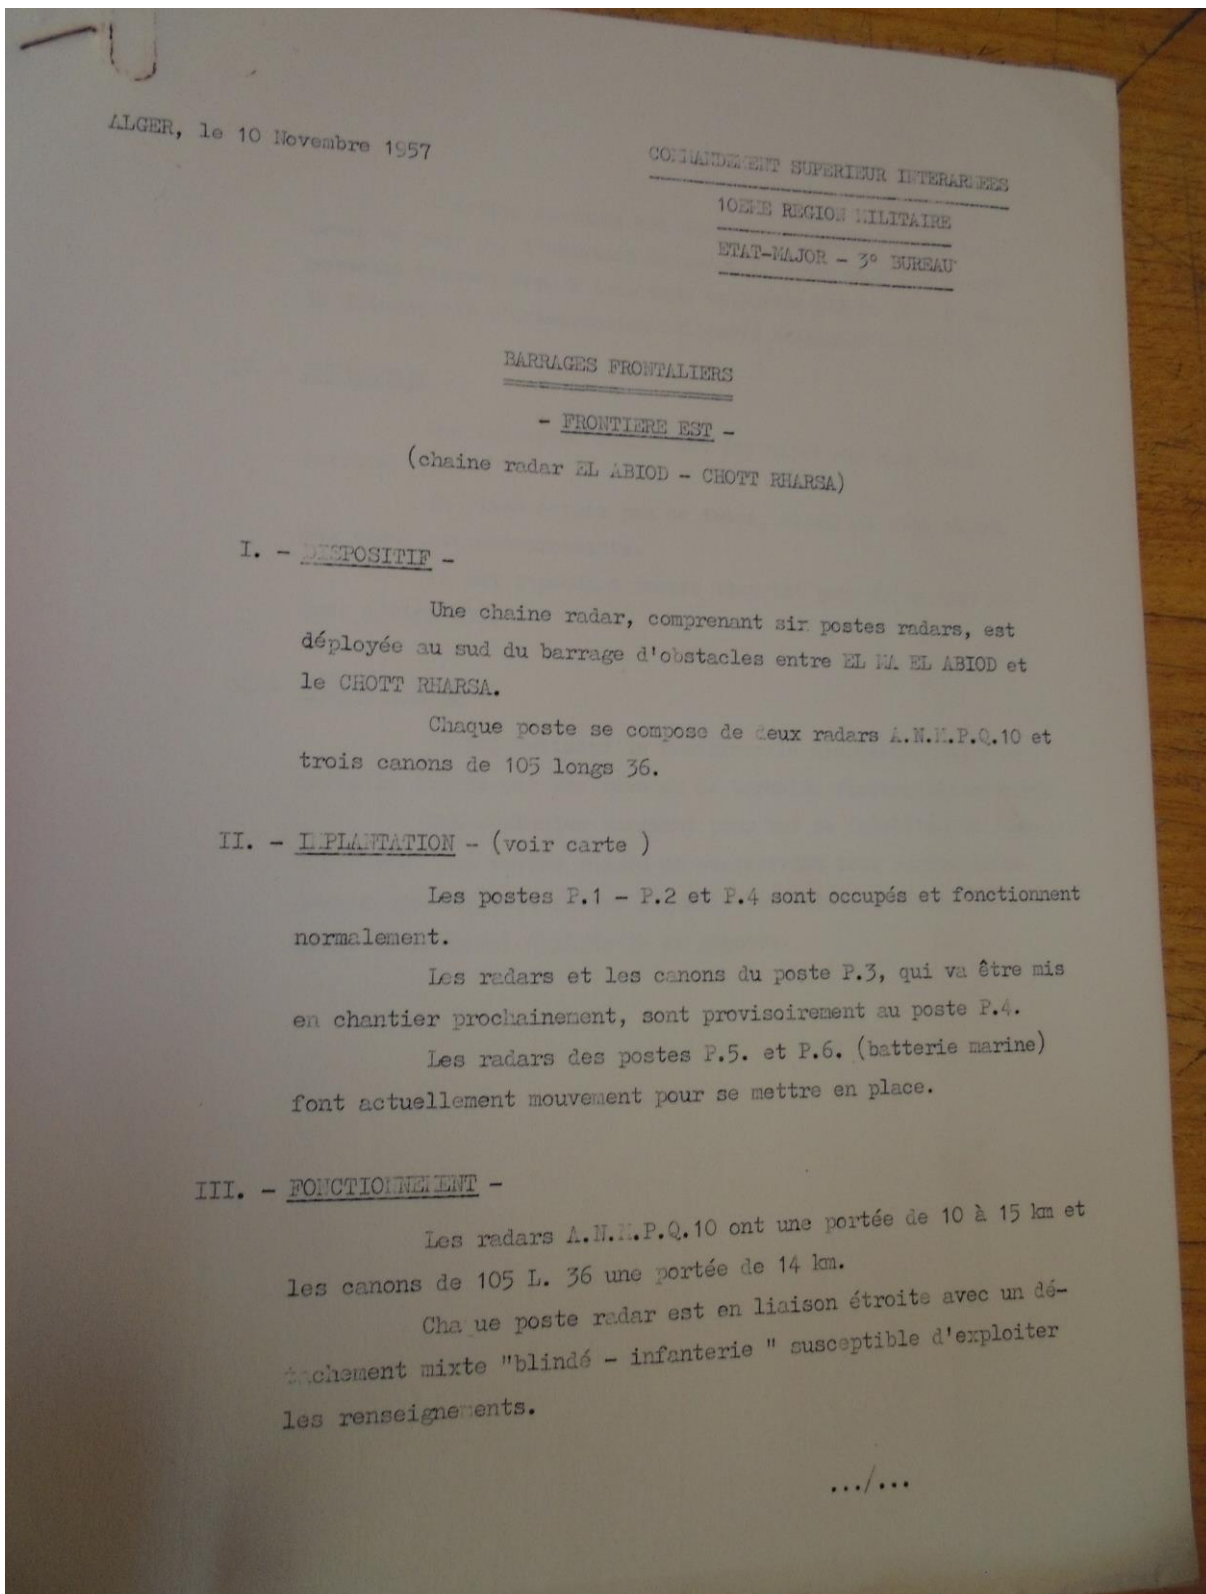 ALGER, le 10 Novembre 1957
COMMANDEMENT SUPERIEUR INTERARMEES
10EME REGION MILITAIRE
ETAT-MAJOR - 3° BUREAU
BARRAGES FRONTALIERS
- FRONTIERE EST -
(chaine radar EL ABIOD - CHOTT RHARSA)
I. - DISPOSITIF -
Une chaine radar, comprenant six postes radars, est
déployée au sud du barrage d'obstacles entre EL MA EL ABIOD et
le CHOTT RHARSA.
Chaque poste se compose de deux radars A.N.M.P.Q.10 et
trois canons de 105 longs 36.
II. - IMPLANTATION - (voir carte )
Les postes P.1 - P.2 et P.4 sont occupés et fonctionnent
normalement.
Les radars et les canons du poste P.3, qui va être mis
en chantier prochainement, sont provisoirement au poste P.4.
Les radars des postes P.5. et P.6. (batterie marine)
font actuellement mouvement pour se mettre en place.
III. - FONCTIONNEMENT -
Les radars A.N.M.P.Q.10 ont une portée de 10 à 15 km et
les canons de 105 L. 36 une portée de 14 km.
Chaque poste radar est en liaison étroite avec un dé-
tachement mixte "blindé - infanterie " susceptible d'exploiter
les renseignements.
.../...